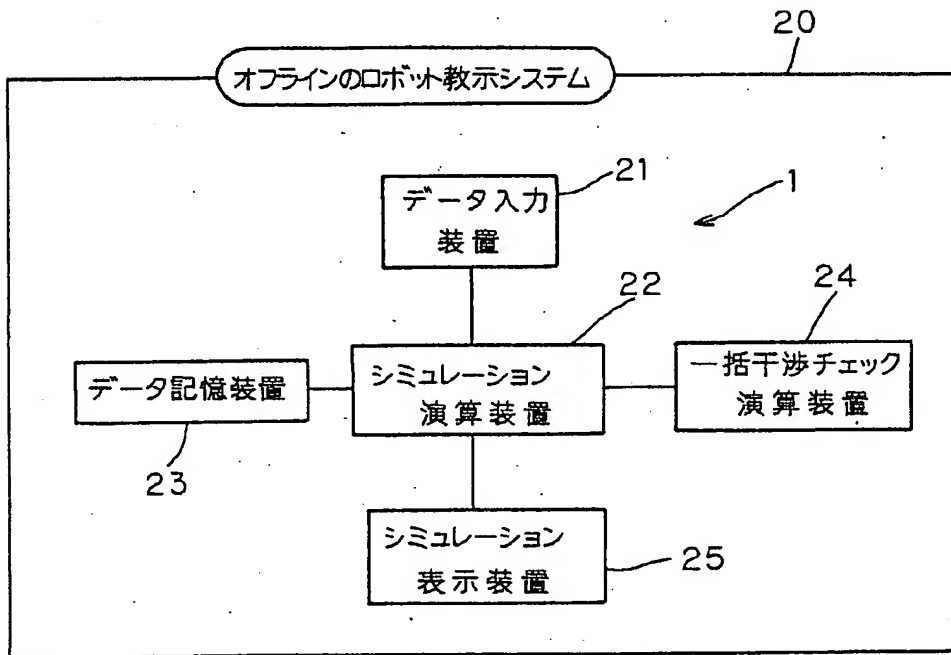 20
オフラインのロボット教示システム
21
1
データ入力
装置
22
24
データ記憶装置
シミュレーション
演算装置
一括干渉チェック
演算装置
23
シミュレーション
表示装置
25